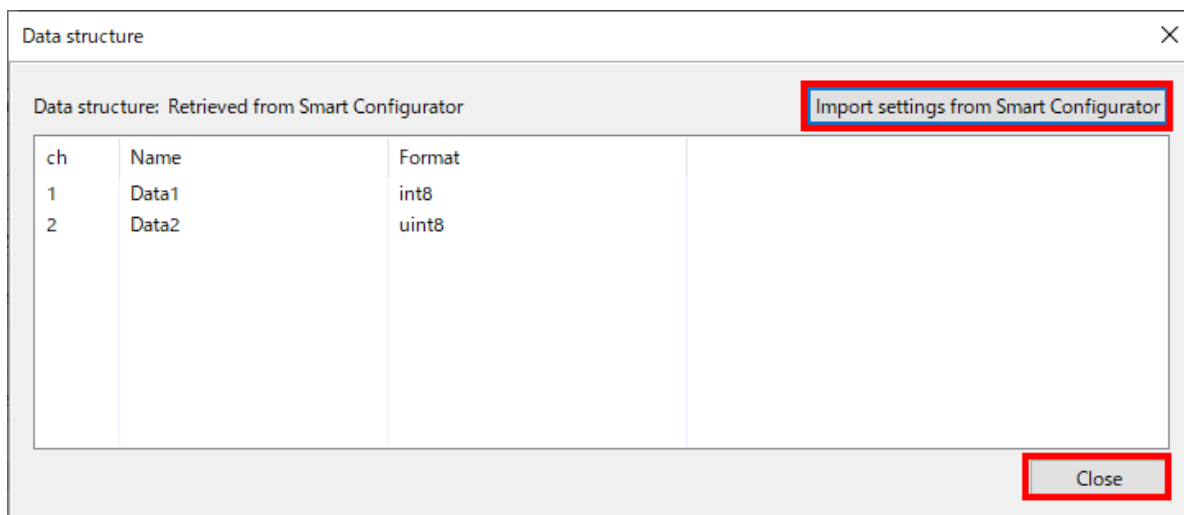 Data structure
Data structure: Retrieved from Smart Configurator
Import settings from Smart Configurator
ch Name Format
1 Data1 int8
2 Data2 uint8
Close